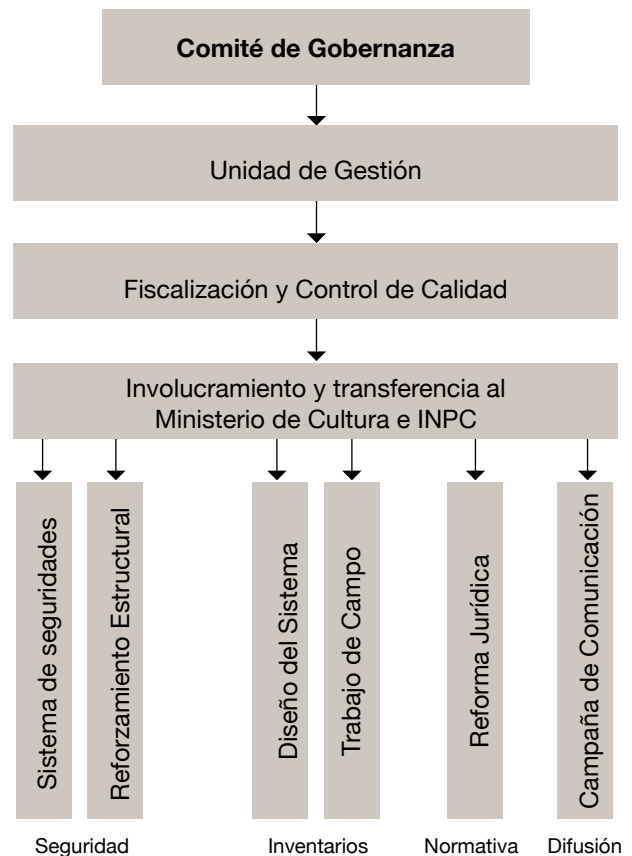 Comité de Gobernanza
Unidad de Gestión
Fiscalización y Control de Calidad
Involucramiento y transferencia al
Ministerio de Cultura e INPC
Sistema de seguridades
Reforzamiento Estructural
Diseño del Sistema
Trabajo de Campo
Reforma Jurídica
Campaña de Comunicación
Seguridad
Inventarios
Normativa
Difusión